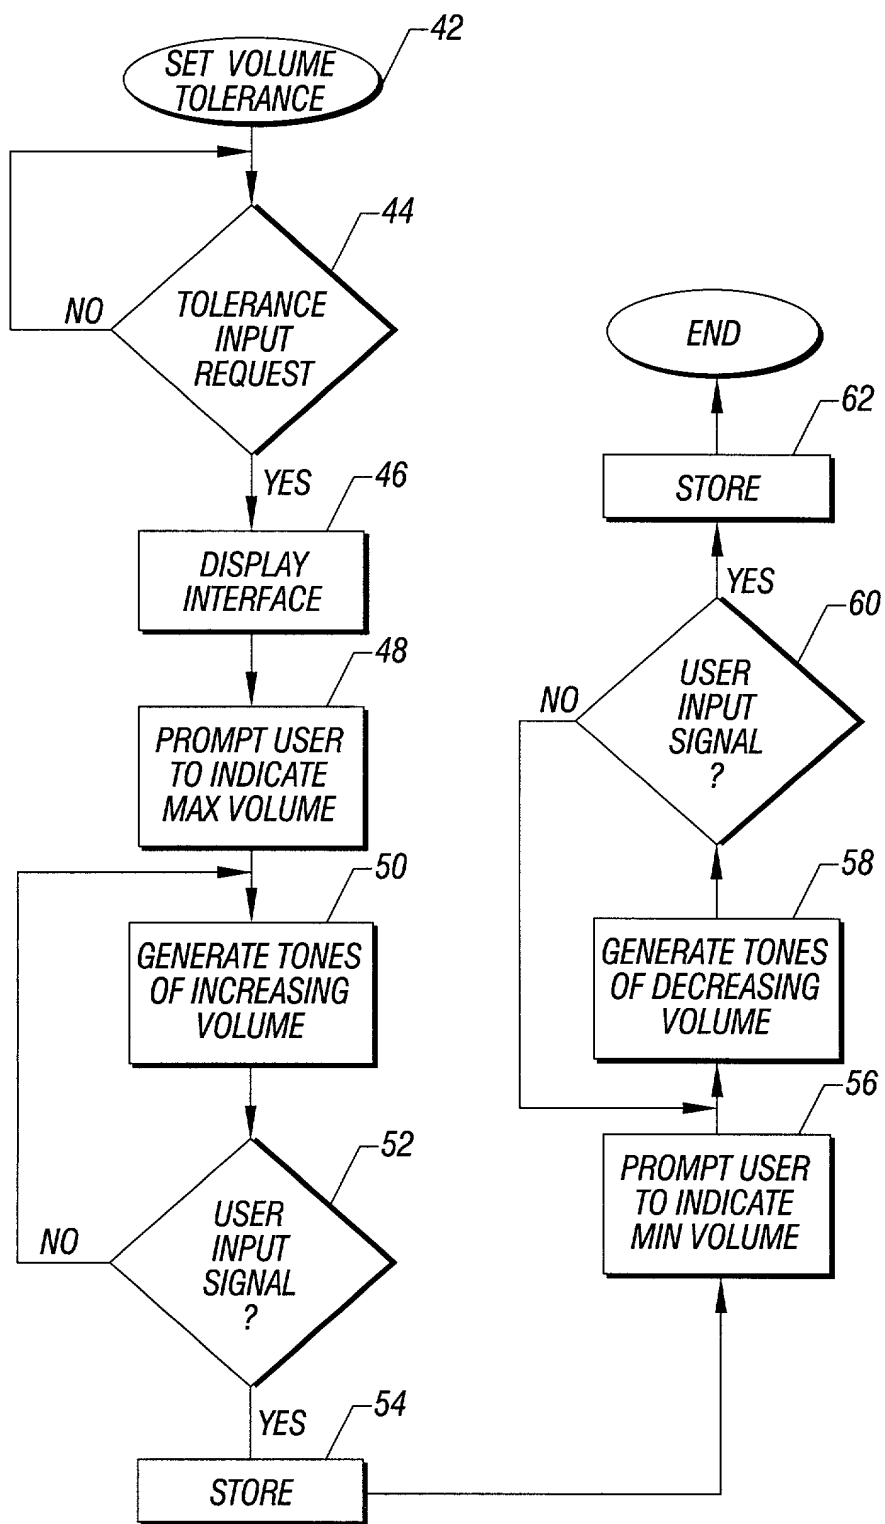 42
SET VOLUME
TOLERANCE
44
NO
TOLERANCE
INPUT
REQUEST
YES
46
DISPLAY
INTERFACE
48
PROMPT USER
TO INDICATE
MAX VOLUME
50
GENERATE TONES
OF INCREASING
VOLUME
52
NO
USER
INPUT
SIGNAL
?
YES
54
STORE
END
62
STORE
YES
60
NO
USER
INPUT
SIGNAL
?
58
GENERATE TONES
OF DECREASING
VOLUME
56
PROMPT USER
TO INDICATE
MIN VOLUME